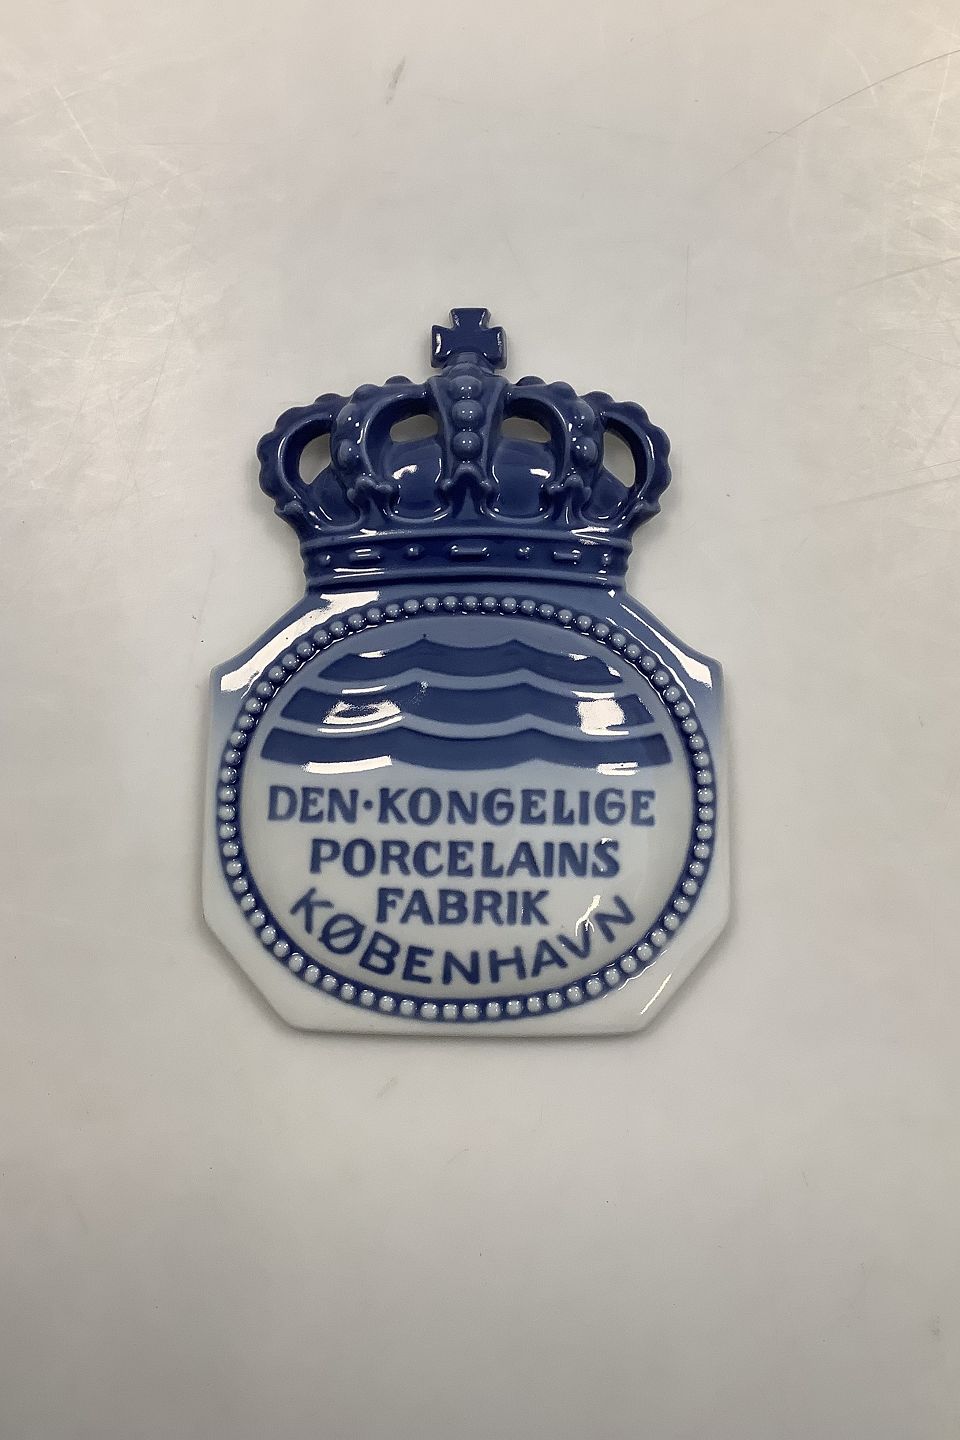 DEN·KONGELIGE
PORCELAINS
FABRIK
KØBENHAVN